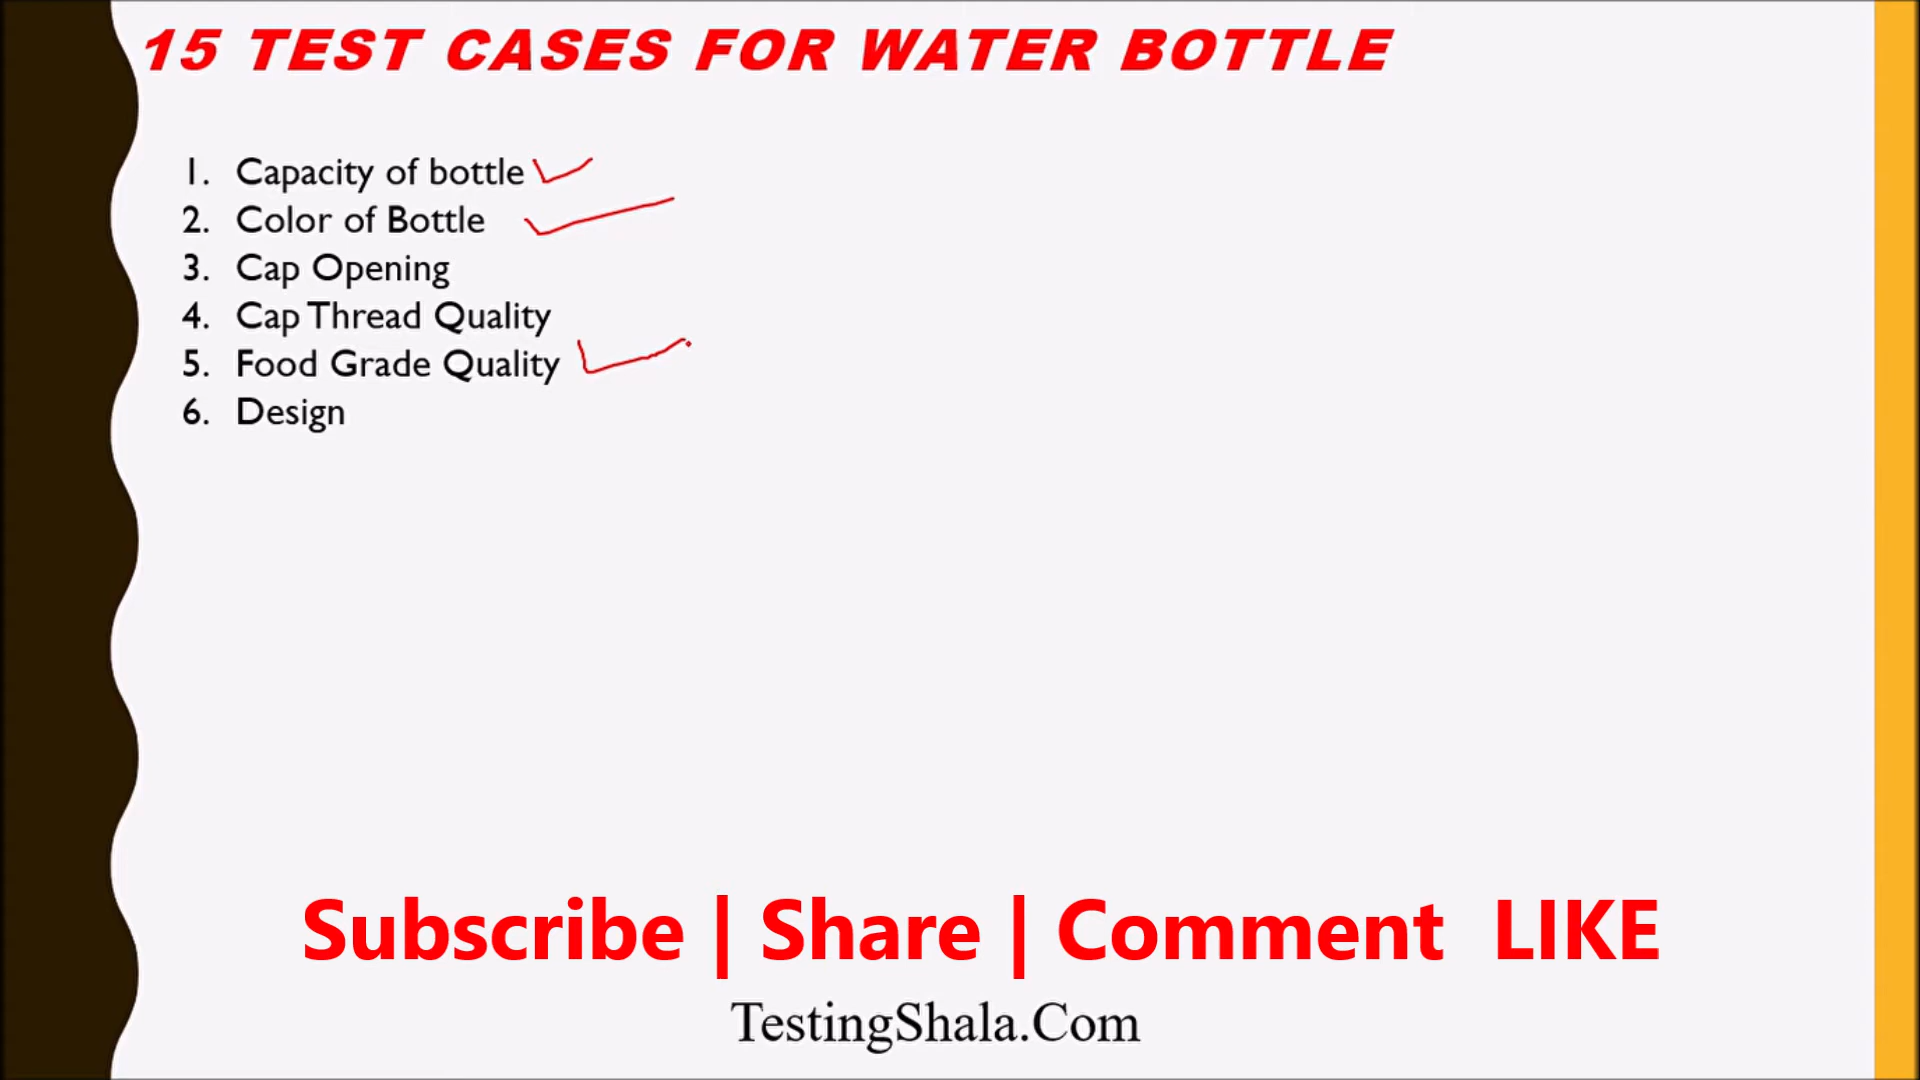 15 TEST CASES FOR WATER BOTTLE
1. Capacity of bottle
2. Color of Bottle
3. Cap Opening
4. Cap Thread Quality
5. Food Grade Quality
6. Design
Subscribe | Share | Comment LIKE
TestingShala.Com